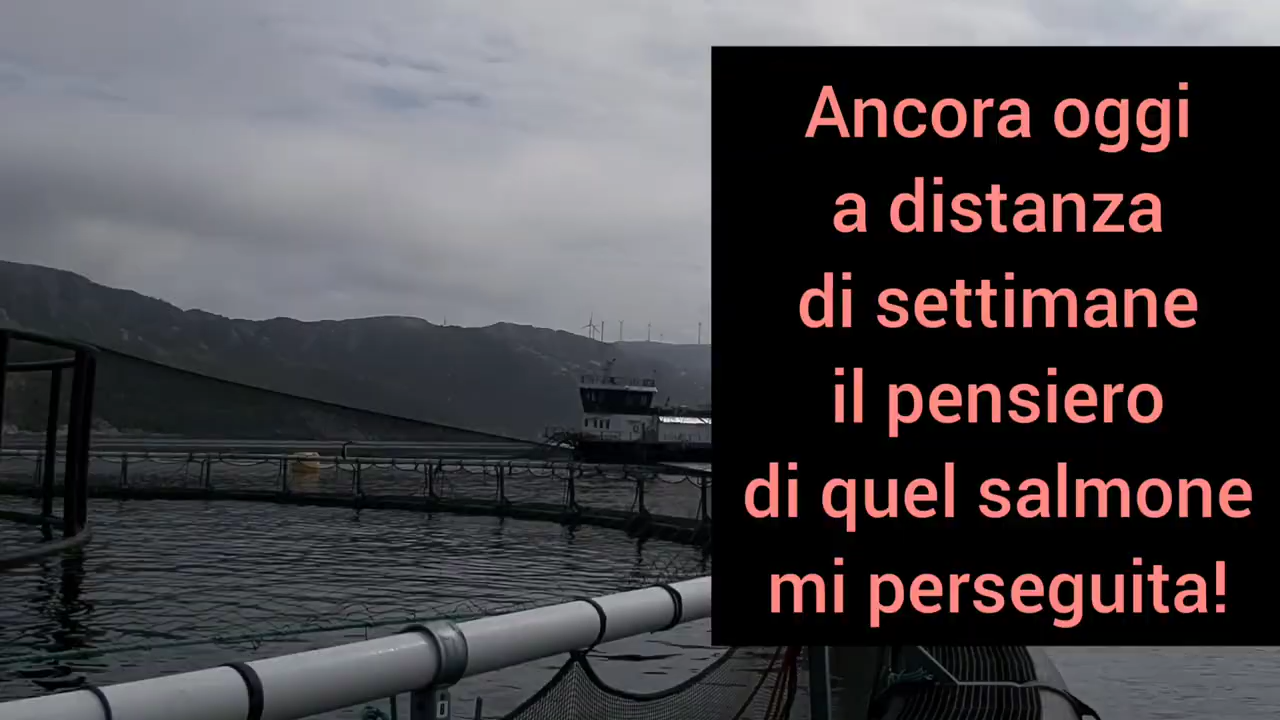 Ancora oggi
a distanza
di settimane
il pensiero
di quel salmone
mi perseguita!